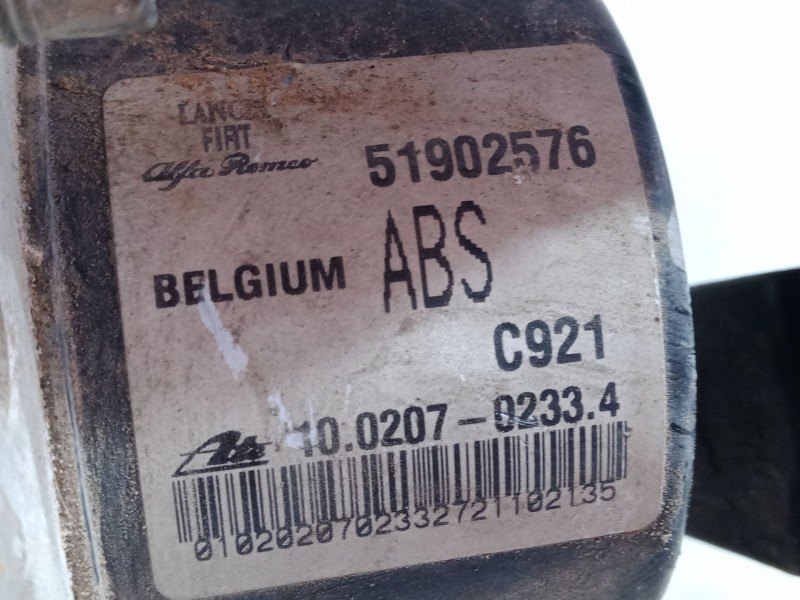 LANCIA
FIAT
Alfa Romeo
51902576
BELGIUM
ABS
C921
Ate
10.0207-0233.4
0102020702332721102135